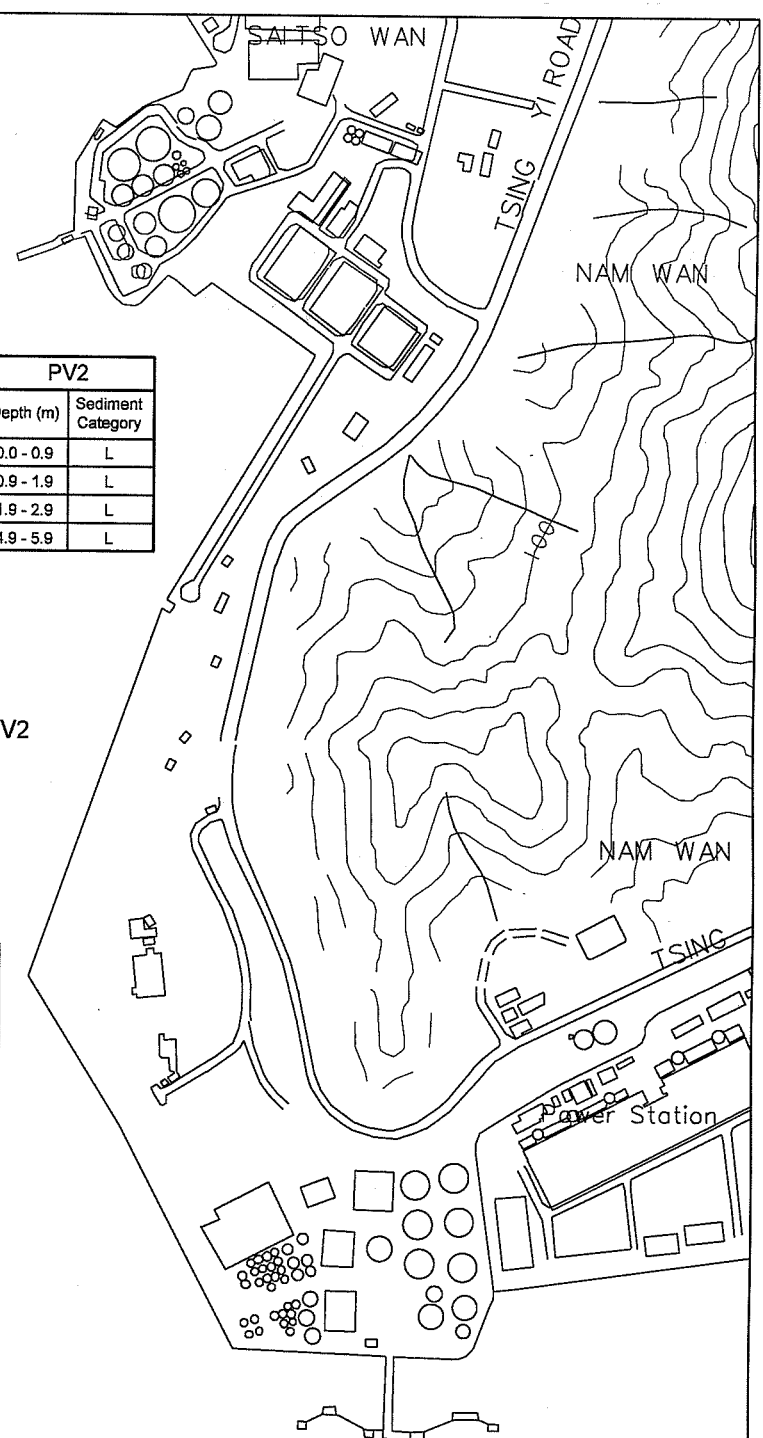 SAI TSO WAN
TSING YI ROAD
NAM WAN
PV2
Depth (m) Sediment Category
0.0 - 0.9 L
0.9 - 1.9 L
1.9 - 2.9 L
4.9 - 5.9 L
100
V2
NAM WAN
TSING
Power Station